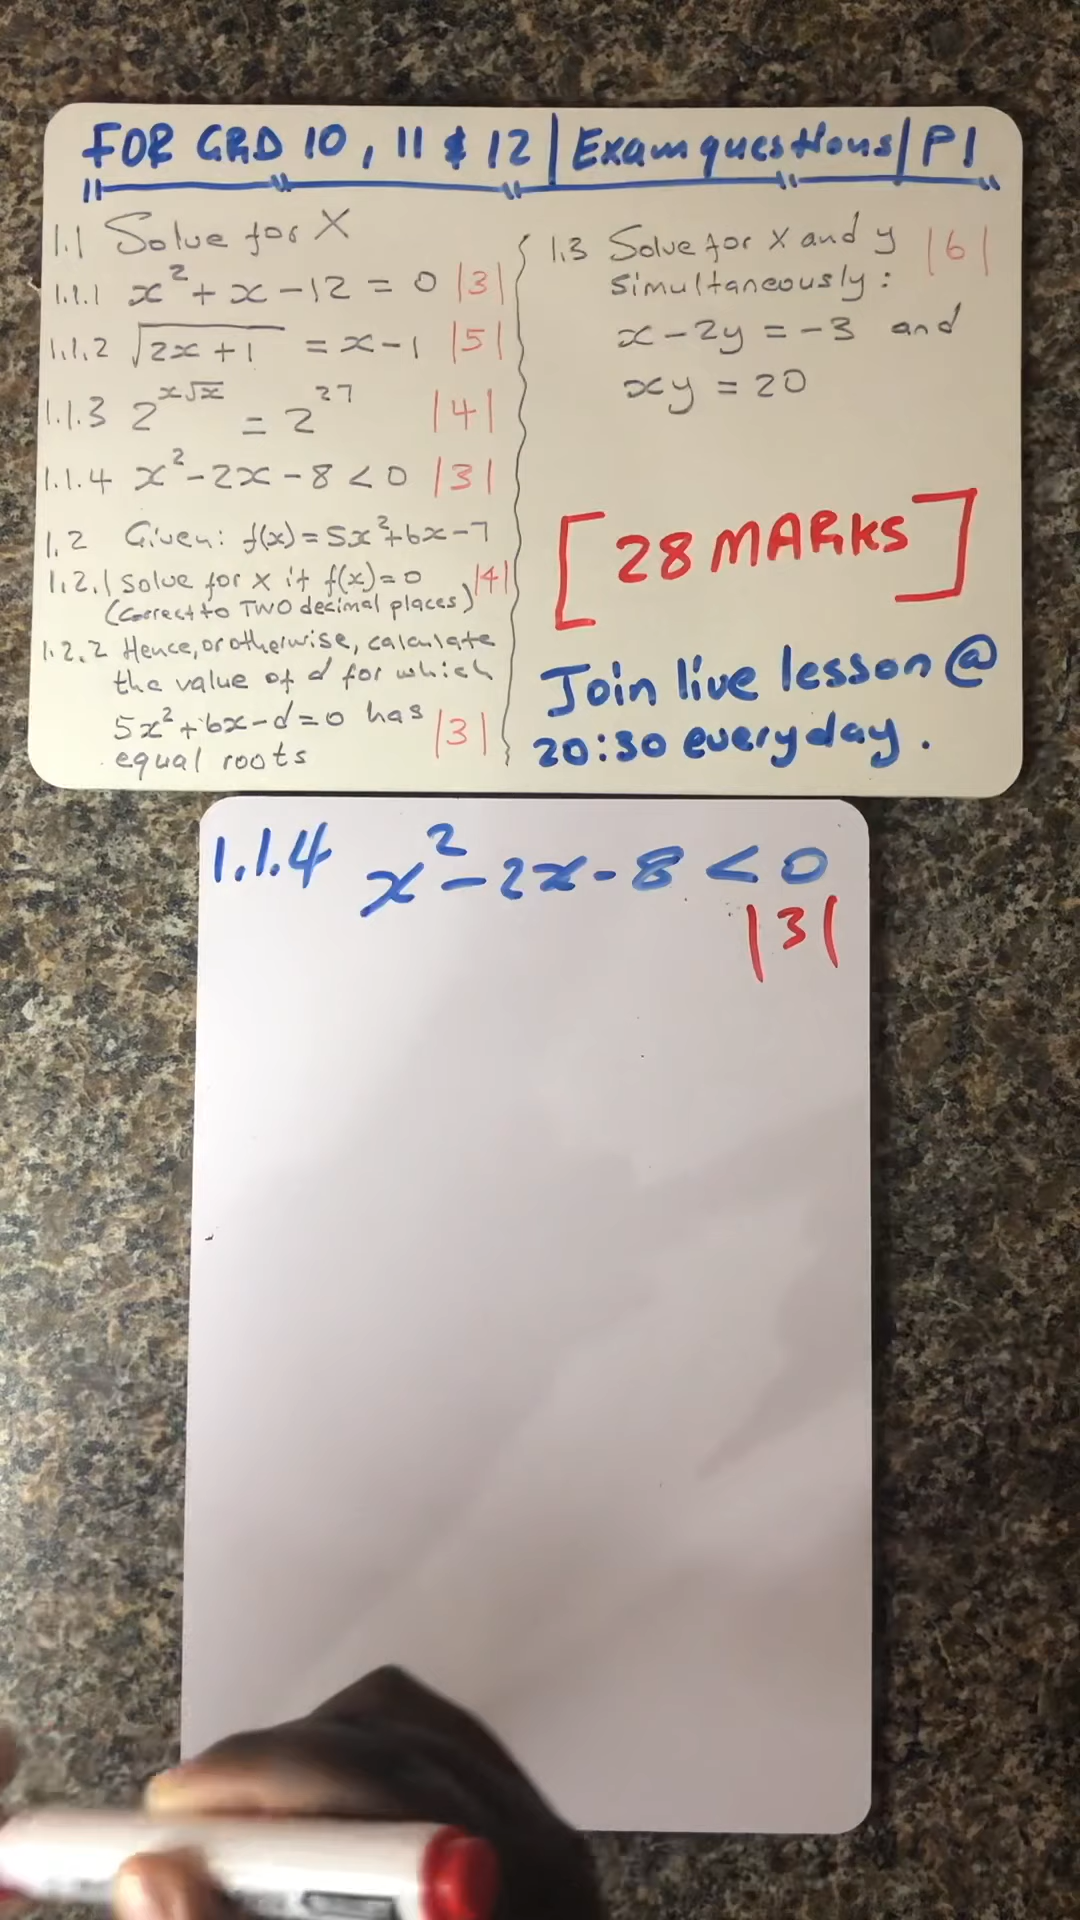 FOR GRD 10, 11 & 12 | Exam questions | P1
1.1 Solve for X
1.1.1 x² + x - 12 = 0 |3|
1.1.2 √(2x + 1) = x - 1 |5|
1.1.3 2^(x√x) = 2^27 |4|
1.1.4 x² - 2x - 8 < 0 |3|
1.2 Given: f(x) = 5x² + 6x - 7
1.2.1 Solve for x if f(x) = 0 |4|
(Correct to TWO decimal places)
1.2.2 Hence, or otherwise, calculate
the value of d for which
5x² + 6x - d = 0 has |3|
equal roots
1.3 Solve for x and y |6|
simultaneously:
x - 2y = -3 and
xy = 20
[28 MARKS]
Join live lesson @
20:30 everyday.
1.1.4 x² - 2x - 8 < 0
|3|